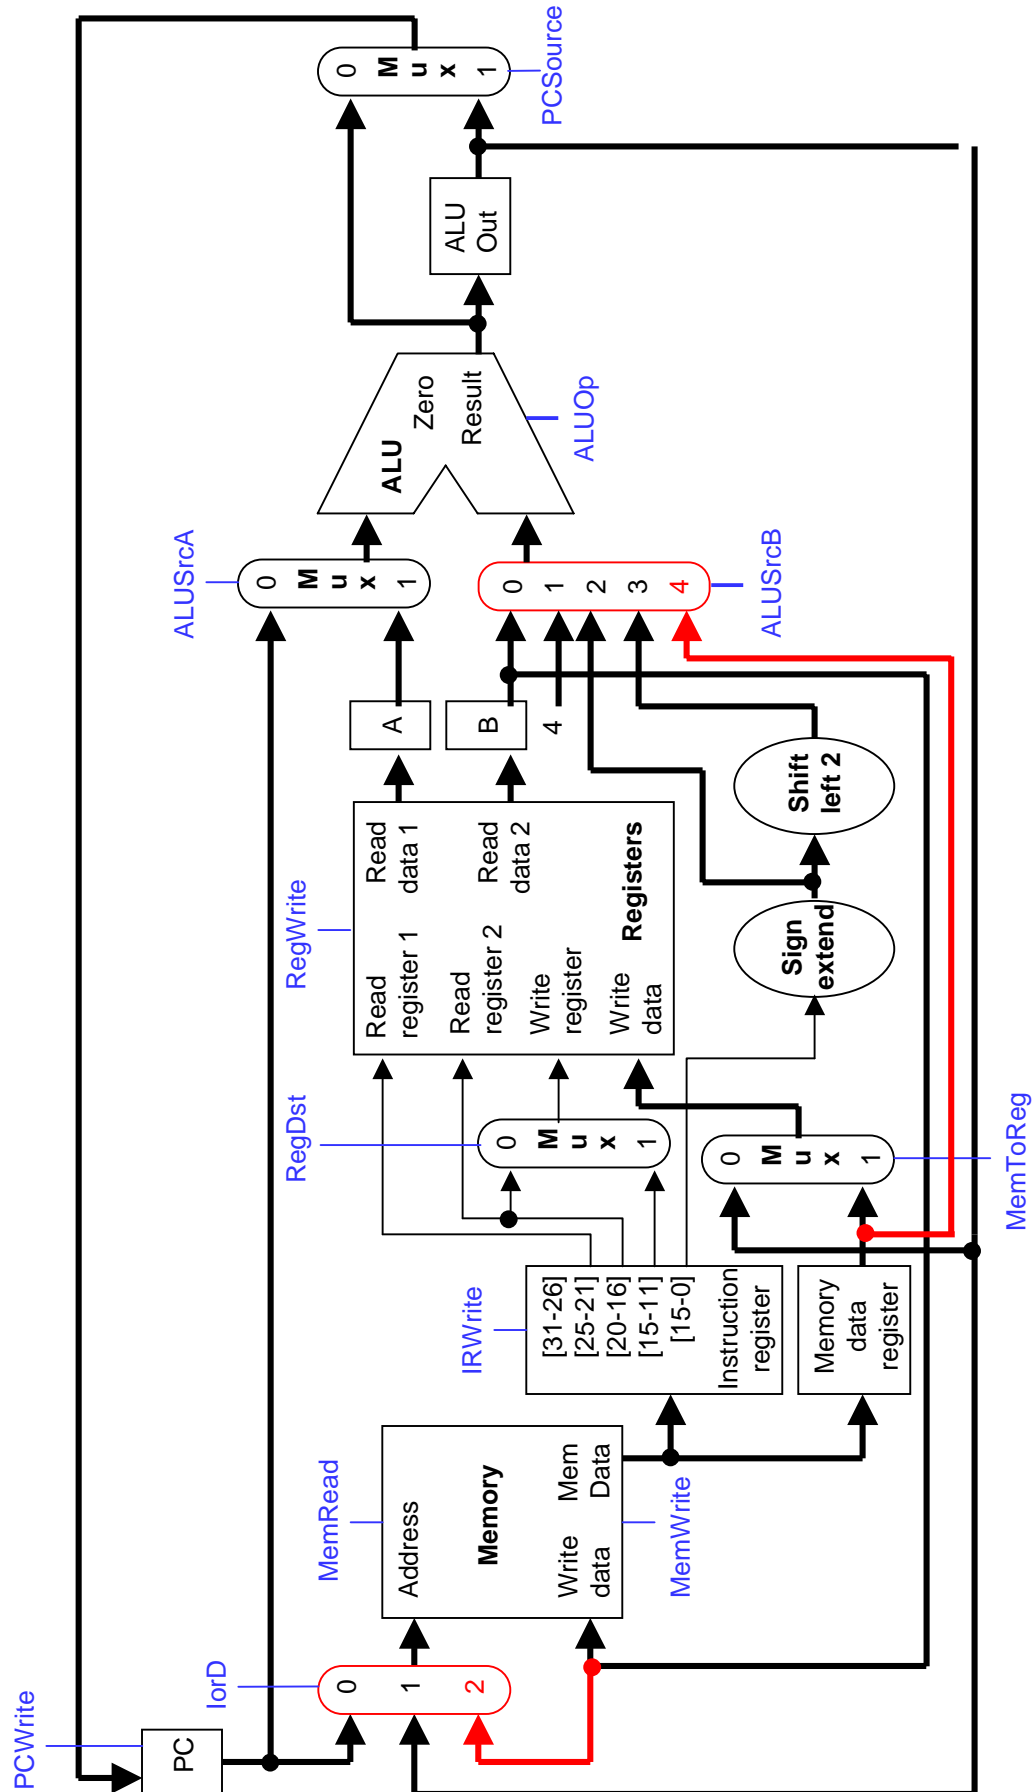 PCWrite
PC
IorD
0
1
2
MemRead
Address
Memory
Write
data
Mem
Data
MemWrite
IRWrite
[31-26]
[25-21]
[20-16]
[15-11]
[15-0]
Instruction
register
Memory
data
register
RegDst
0
M
u
x
1
0
M
u
x
1
MemToReg
RegWrite
Read
register 1
Read
register 2
Write
register
Write
data
Read
data 1
Read
data 2
Registers
Sign
extend
Shift
left 2
A
B
4
ALUSrcA
0
M
u
x
1
0
1
2
3
4
ALUSrcB
ALU
Zero
Result
ALUOp
ALU
Out
0
M
u
x
1
PCSource